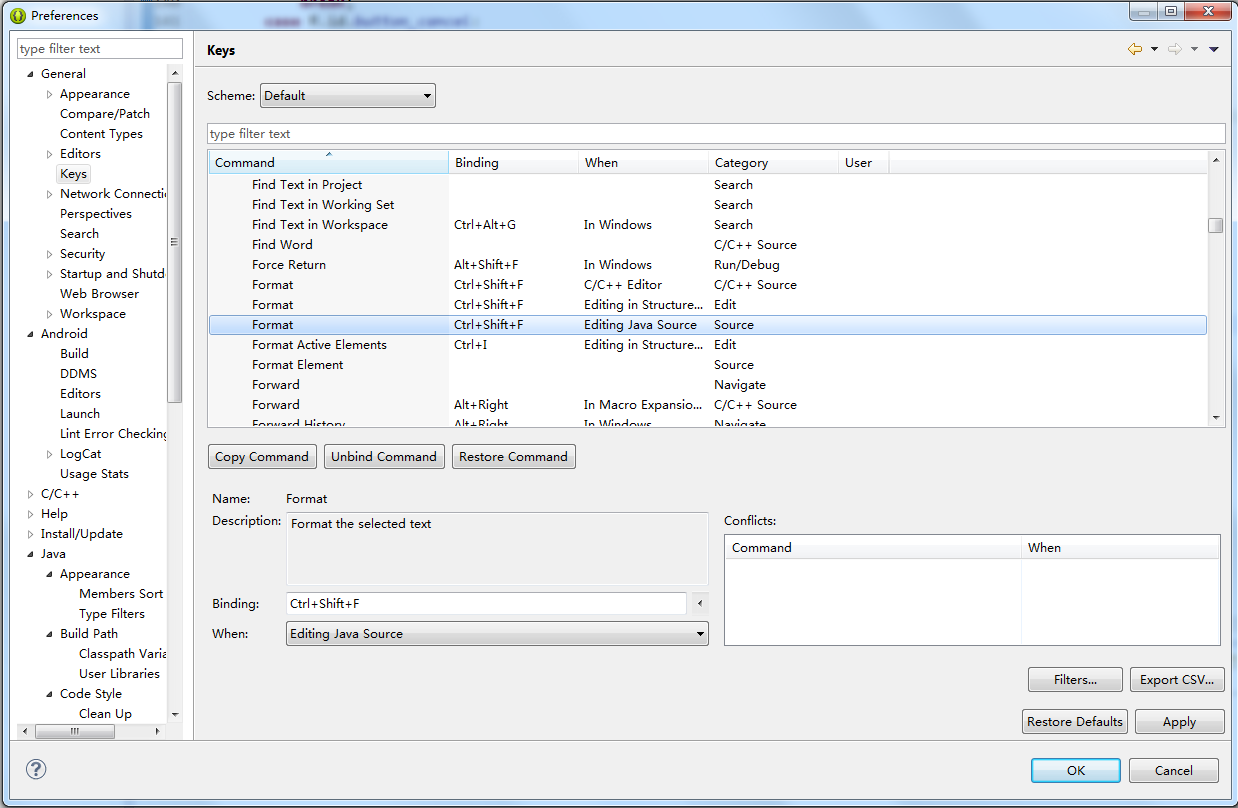 Preferences
case R.id.button_cancel:
type filter text
General
Appearance
Compare/Patch
Content Types
Editors
Keys
Network Connecti
Perspectives
Search
Security
Startup and Shutd
Web Browser
Workspace
Android
Build
DDMS
Editors
Launch
Lint Error Checking
LogCat
Usage Stats
C/C++
Help
Install/Update
Java
Appearance
Members Sort
Type Filters
Build Path
Classpath Varia
User Libraries
Code Style
Clean Up
Keys
Scheme: Default
type filter text
Command Binding When Category User
Find Text in Project Search
Find Text in Working Set Search
Find Text in Workspace Ctrl+Alt+G In Windows Search
Find Word C/C++ Source
Force Return Alt+Shift+F In Windows Run/Debug
Format Ctrl+Shift+F C/C++ Editor C/C++ Source
Format Ctrl+Shift+F Editing in Structure... Edit
Format Ctrl+Shift+F Editing Java Source Source
Format Active Elements Ctrl+I Editing in Structure... Edit
Format Element Source
Forward Navigate
Forward Alt+Right In Macro Expansio... C/C++ Source
Forward History Alt+Right In Windows Navigate
Copy Command Unbind Command Restore Command
Name: Format
Description: Format the selected text
Conflicts:
Command When
Binding: Ctrl+Shift+F
When: Editing Java Source
Filters... Export CSV...
Restore Defaults Apply
OK Cancel